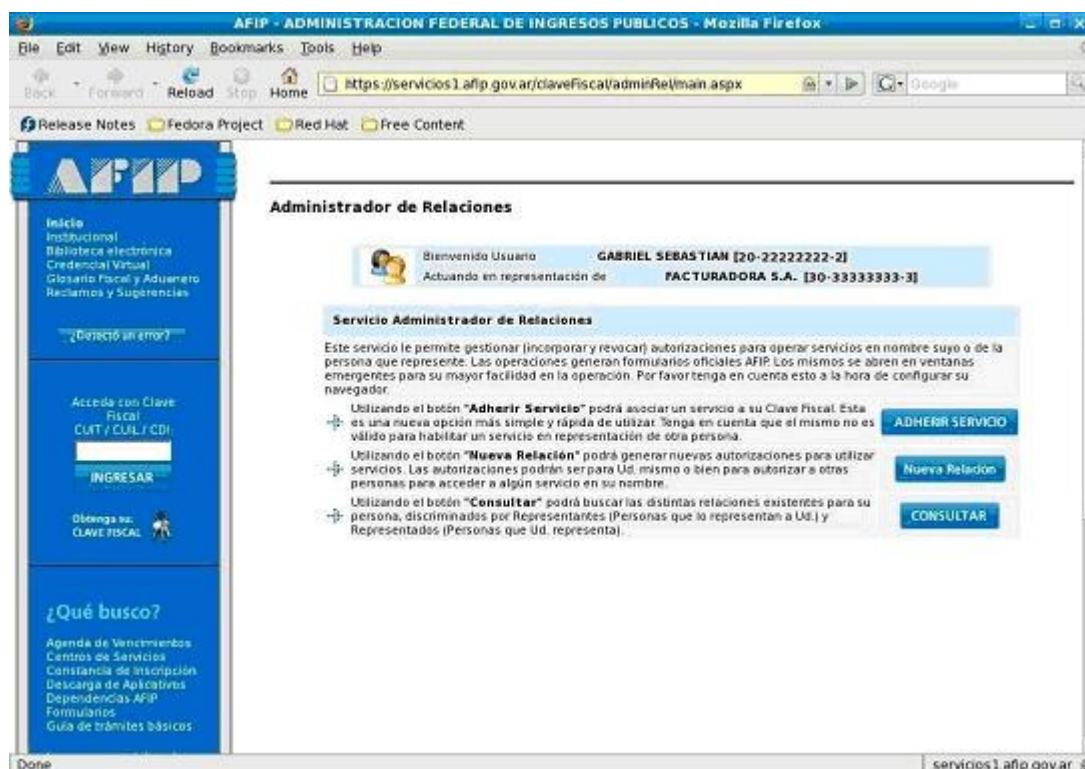 AFIP - ADMINISTRACION FEDERAL DE INGRESOS PUBLICOS - Mozilla Firefox
File Edit View History Bookmarks Tools Help
Back Forward Reload Stop Home https://servicios1.afip.gov.ar/claveFiscal/adminRel/main.aspx Google
Release Notes Fedora Project Red Hat Free Content
AFIP
Inicio
Institucional
Biblioteca electrónica
Credencial Virtual
Glosario Fiscal y Aduanero
Reclamos y Sugerencias
¿Detectó un error?
Acceda con Clave
Fiscal
CUIT / CUIL / CDI:
INGRESAR
Obtenga su:
CLAVE FISCAL
¿Qué busco?
Agenda de Vencimientos
Centros de Servicios
Constancia de Inscripción
Descarga de Aplicativos
Dependencias AFIP
Formularios
Guía de trámites básicos
Administrador de Relaciones
Bienvenido Usuario GABRIEL SEBASTIAN [20-22222222-2]
Actuando en representación de FACTURADORA S.A. [30-33333333-3]
Servicio Administrador de Relaciones
Este servicio le permite gestionar (incorporar y revocar) autorizaciones para operar servicios en nombre suyo o de la
persona que represente. Las operaciones generan formularios oficiales AFIP. Los mismos se abren en ventanas
emergentes para su mayor facilidad en la operación. Por favor tenga en cuenta esto a la hora de configurar su
navegador.
Utilizando el botón "Adherir Servicio" podrá asociar un servicio a su Clave Fiscal. Esta
es una nueva opción más simple y rápida de utilizar. Tenga en cuenta que el mismo no es
válido para habilitar un servicio en representación de otra persona.
ADHERIR SERVICIO
Utilizando el botón "Nueva Relación" podrá generar nuevas autorizaciones para utilizar
servicios. Las autorizaciones podrán ser para Ud. mismo o bien para autorizar a otras
personas para acceder a algún servicio en su nombre.
Nueva Relación
Utilizando el botón "Consultar" podrá buscar las distintas relaciones existentes para su
persona, discriminados por Representantes (Personas que lo representan a Ud.) y
Representados (Personas que Ud. representa).
CONSULTAR
Done servicios1.afip.gov.ar